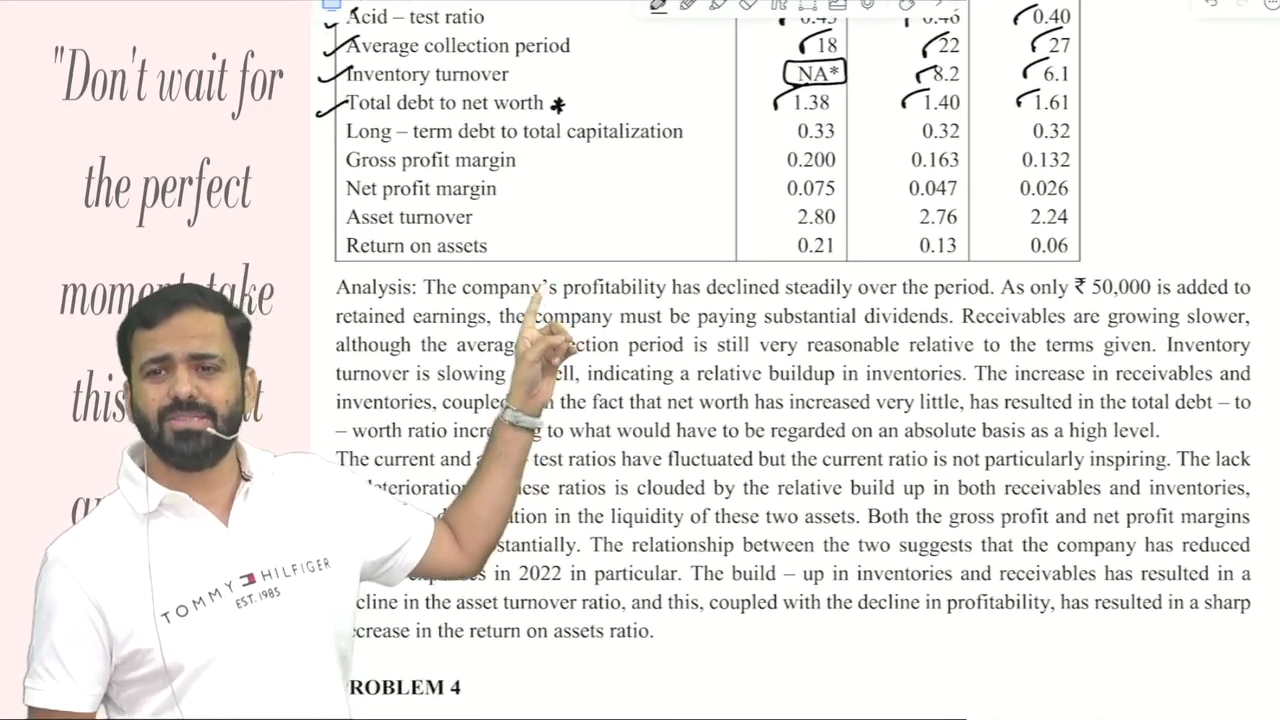 "Don't wait for
the perfect
moment, take
this
Acid – test ratio 0.45 0.46 0.40
Average collection period 18 22 27
Inventory turnover NA* 8.2 6.1
Total debt to net worth * 1.38 1.40 1.61
Long – term debt to total capitalization 0.33 0.32 0.32
Gross profit margin 0.200 0.163 0.132
Net profit margin 0.075 0.047 0.026
Asset turnover 2.80 2.76 2.24
Return on assets 0.21 0.13 0.06
Analysis: The company's profitability has declined steadily over the period. As only ₹ 50,000 is added to
retained earnings, the company must be paying substantial dividends. Receivables are growing slower,
although the average period is still very reasonable relative to the terms given. Inventory
turnover is slowing indicating a relative buildup in inventories. The increase in receivables and
inventories, the fact that net worth has increased very little, has resulted in the total debt – to
– worth ratio to what would have to be regarded on an absolute basis as a high level.
The current and test ratios have fluctuated but the current ratio is not particularly inspiring. The lack
ratios is clouded by the relative build up in both receivables and inventories,
in the liquidity of these two assets. Both the gross profit and net profit margins
The relationship between the two suggests that the company has reduced
in 2022 in particular. The build – up in inventories and receivables has resulted in a
decline in the asset turnover ratio, and this, coupled with the decline in profitability, has resulted in a sharp
decrease in the return on assets ratio.
PROBLEM 4
TOMMY HILFIGER
EST. 1985